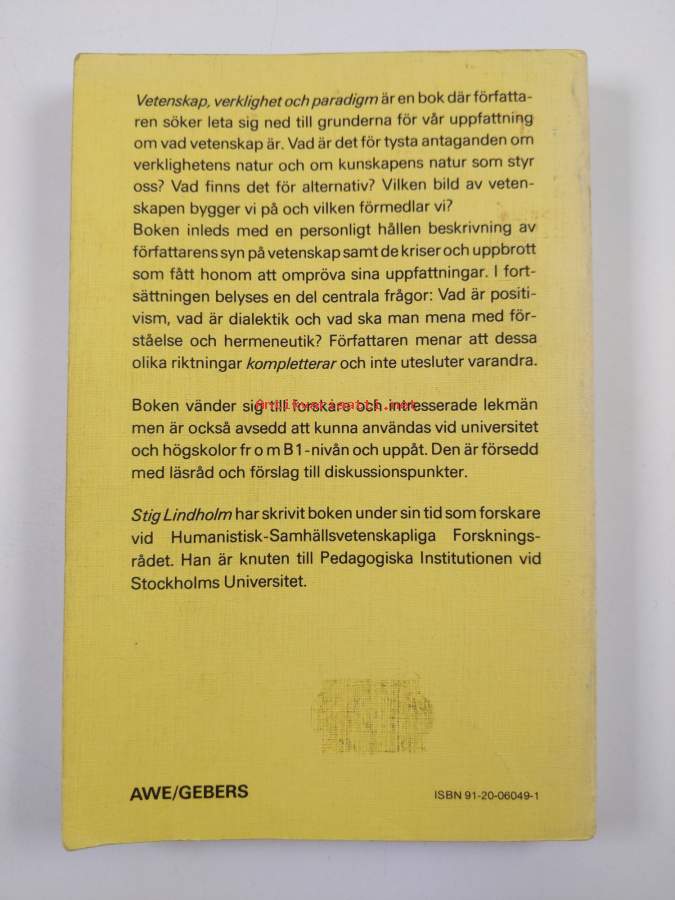 Vetenskap, verklighet och paradigm är en bok där författa-
ren söker leta sig ned till grunderna för vår uppfattning
om vad vetenskap är. Vad är det för tysta antaganden om
verklighetens natur och om kunskapens natur som styr
oss? Vad finns det för alternativ? Vilken bild av veten-
skapen bygger vi på och vilken förmedlar vi?
Boken inleds med en personligt hållen beskrivning av
författarens syn på vetenskap samt de kriser och uppbrott
som fått honom att ompröva sina uppfattningar. I fort-
sättningen belyses en del centrala frågor: Vad är positi-
vism, vad är dialektik och vad ska man mena med för-
ståelse och hermeneutik? Författaren menar att dessa
olika riktningar kompletterar och inte utesluter varandra.
Boken vänder sig till forskare och intresserade lekmän
men är också avsedd att kunna användas vid universitet
och högskolor fr o m B1-nivån och uppåt. Den är försedd
med läsråd och förslag till diskussionspunkter.
Stig Lindholm har skrivit boken under sin tid som forskare
vid Humanistisk-Samhällsvetenskapliga Forsknings-
rådet. Han är knuten till Pedagogiska Institutionen vid
Stockholms Universitet.
AWE/GEBERS
ISBN 91-20-06049-1